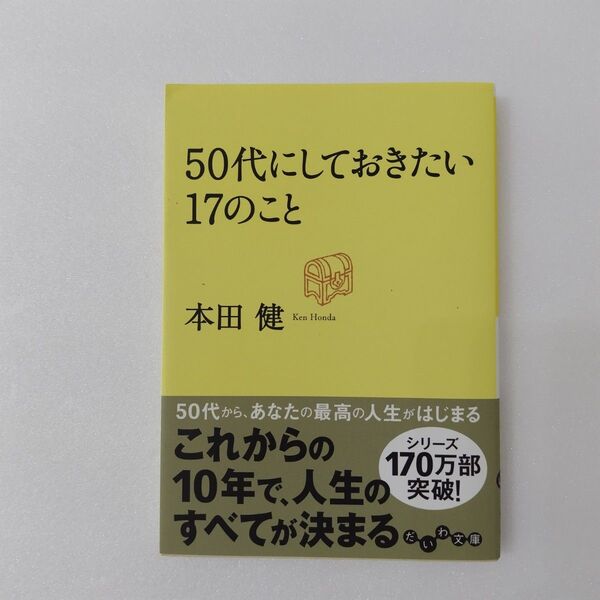 50代にしておきたい
17のこと
本田 健
Ken Honda
50代から、あなたの最高の人生がはじまる
これからの
10年で、人生の
すべてが決まる
シリーズ
170万部
突破!
だいわ文庫